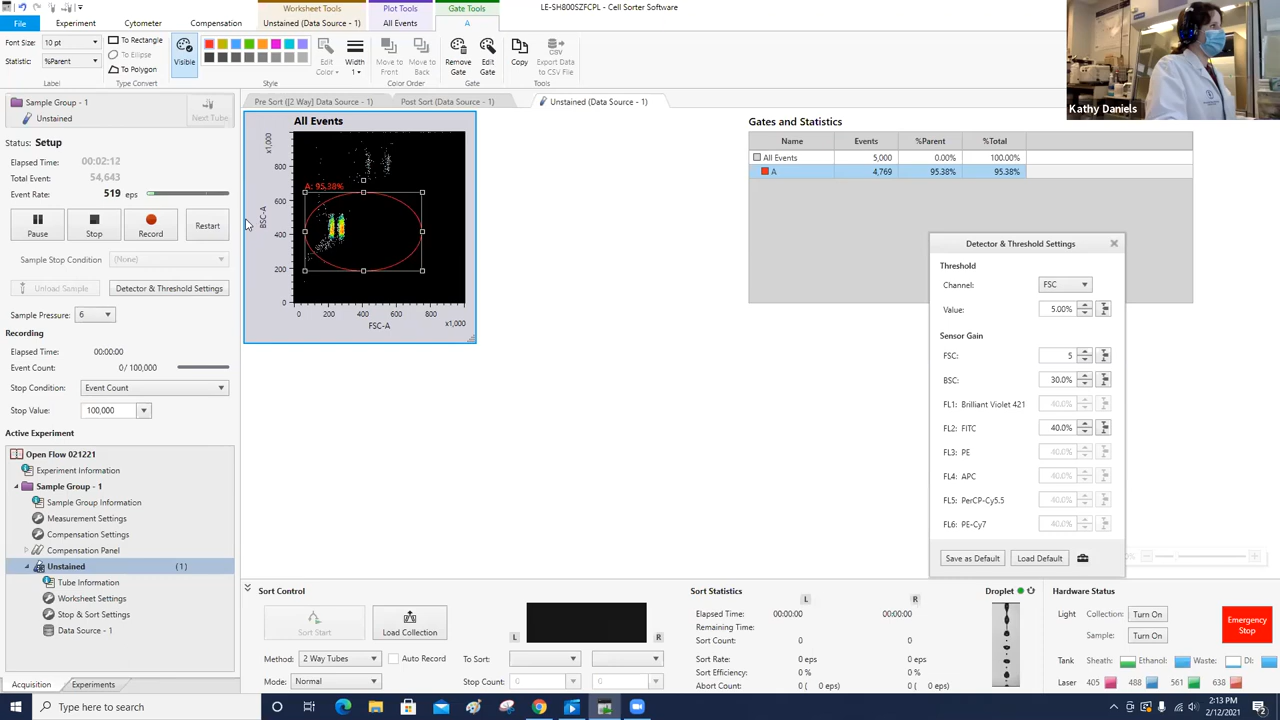 Worksheet Tools
Plot Tools
Gate Tools
LE-SH800SZFCPL - Cell Sorter Software
File
Experiment
Cytometer
Compensation
Unstained (Data Source - 1)
All Events
A
Font Size: 10 pt
Statistic: %Parent
Label
To Rectangle
To Ellipse
To Polygon
Type Convert
Visible
Edit Color
Width 1
Style
Move to Front
Move to Back
Color Order
Remove Gate
Edit Gate
Gate
Copy
Export Data to CSV File
Tools
Kathy Daniels
Sample Group - 1
Unstained
Next Tube
Status: Setup
Elapsed Time: 00:02:12
Total Event: 54,643
Event Rate: 519 eps
Pause
Stop
Record
Restart
Sample Stop Condition (None)
Unload Sample
Detector & Threshold Settings
Sample Pressure: 6
Recording
Elapsed Time: 00:00:00
Event Count: 0/ 100,000
Stop Condition: Event Count
Stop Value: 100,000
Active Experiment
Open Flow 021221
Experiment Information
Sample Group - 1
Sample Group Information
Measurement Settings
Compensation Settings
Compensation Panel
Unstained (1)
Tube Information
Worksheet Settings
Stop & Sort Settings
Data Source - 1
Acquisition
Experiments
Pre Sort ([2 Way] Data Source - 1)
Post Sort (Data Source - 1)
Unstained (Data Source - 1)
All Events
x1,000
800
600
400
200
0
BSC-A
A: 95.38%
0 200 400 600 800
FSC-A
x1,000
Gates and Statistics
Name Events %Parent %Total
All Events 5,000 0.00% 100.00%
A 4,769 95.38% 95.38%
Detector & Threshold Settings
Threshold
Channel: FSC
Value: 5.00%
Sensor Gain
FSC: 5
BSC: 30.0%
FL1: Brilliant Violet 421 40.0%
FL2: FITC 40.0%
FL3: PE 40.0%
FL4: APC 40.0%
FL5: PerCP-Cy5.5 40.0%
FL6: PE-Cy7 40.0%
Save as Default
Load Default
Sort Control
Sort Start
Load Collection
L
R
Method: 2 Way Tubes
Auto Record
To Sort:
Mode: Normal
Stop Count: 0 0
Sort Statistics
L R
Elapsed Time: 00:00:00 00:00:00
Remaining Time:
Sort Count: 0 0
Sort Rate: 0 eps 0 eps
Sort Efficiency: 0 % 0 %
Abort Count: 0 ( 0 eps) 0 ( 0 eps)
Droplet
Hardware Status
Light Collection: Turn On
Sample: Turn On
Emergency Stop
Tank Sheath: Ethanol: Waste: DI:
Laser 405 488 561 638
Type here to search
2:13 PM
2/12/2021